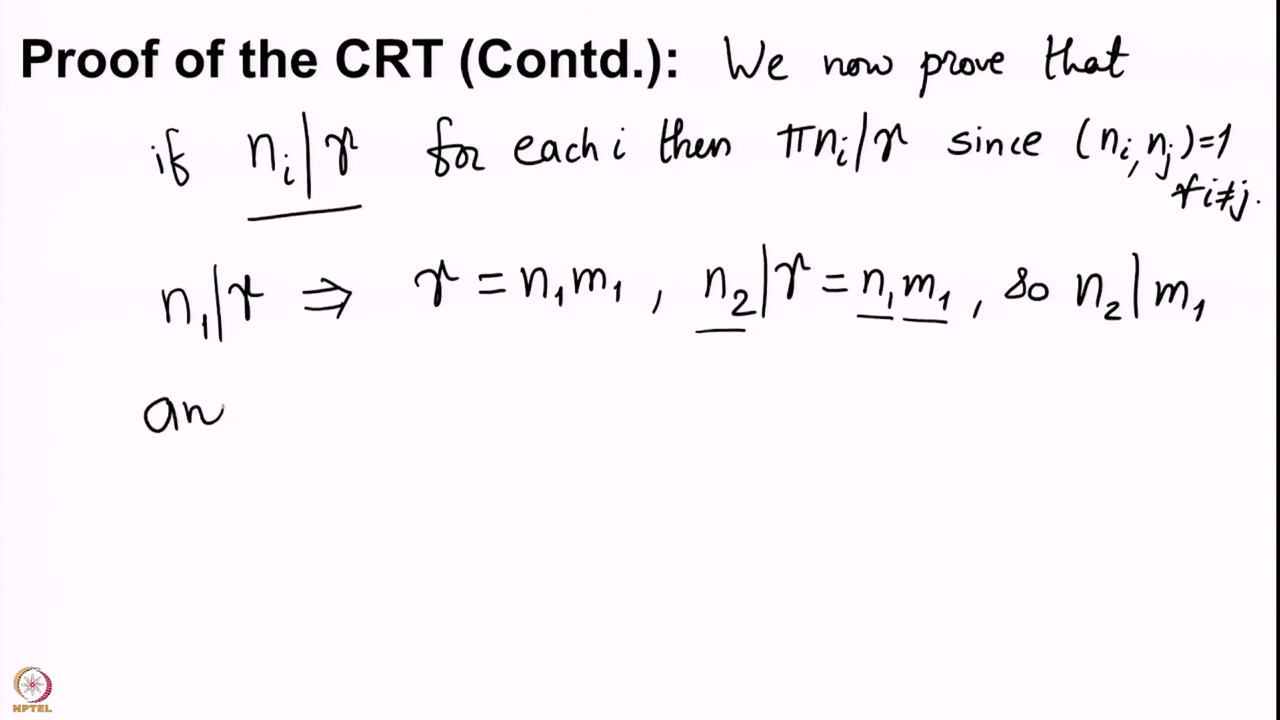 Proof of the CRT (Contd.): We now prove that
if nᵢ | r for each i then πnᵢ | r since (nᵢ, nⱼ)=1
∀ i≠j.
n₁ | r ⇒ r = n₁m₁, n₂ | r = n₁m₁, so n₂ | m₁
an
NPTEL